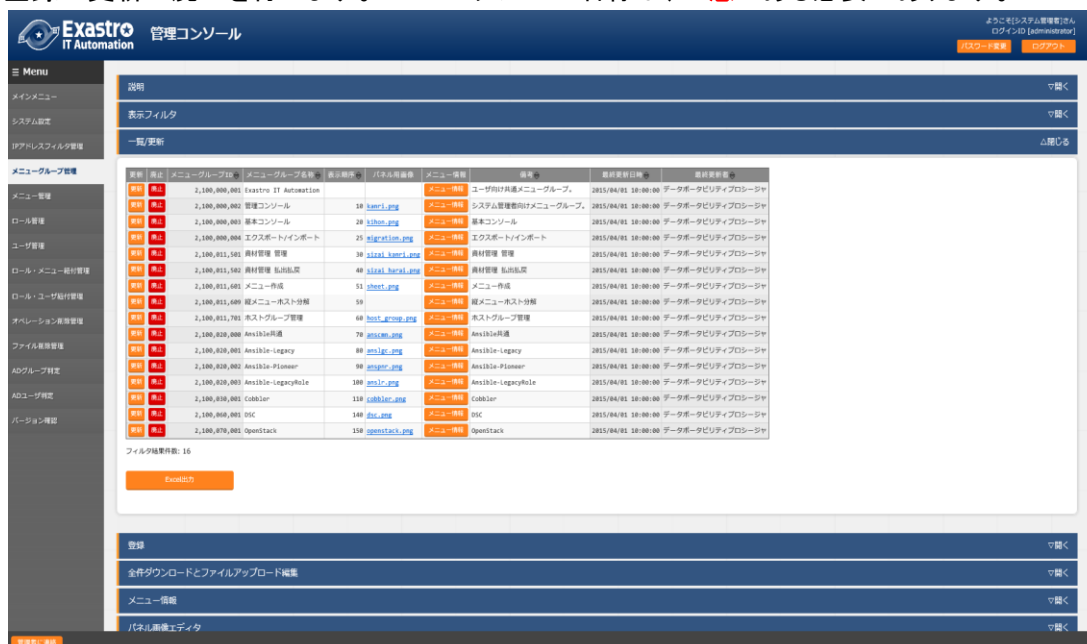 Exastro
IT Automation
管理コンソール
ようこそ[システム管理者]さん
ログインID [administrator]
パスワード変更 ログアウト
≡ Menu
メインメニュー
システム設定
IPアドレスフィルタ管理
メニューグループ管理
メニュー管理
ロール管理
ユーザ管理
ロール・メニュー紐付管理
ロール・ユーザ紐付管理
オペレーション削除管理
ファイル削除管理
ADグループ判定
ADユーザ判定
バージョン確認
説明 ▽開く
表示フィルタ ▽開く
一覧/更新 △閉じる
更新 廃止 メニューグループID メニューグループ名称 表示順序 パネル用画像 メニュー情報 備考 最終更新日時 最終更新者
更新 廃止 2,100,000,001 Exastro IT Automation メニュー情報 ユーザ向け共通メニューグループ。 2015/04/01 10:00:00 データポータビリティプロシージャ
更新 廃止 2,100,000,002 管理コンソール 10 kanri.png メニュー情報 システム管理者向けメニューグループ。 2015/04/01 10:00:00 データポータビリティプロシージャ
更新 廃止 2,100,000,003 基本コンソール 20 kihon.png メニュー情報 基本コンソール 2015/04/01 10:00:00 データポータビリティプロシージャ
更新 廃止 2,100,000,004 エクスポート/インポート 25 migration.png メニュー情報 エクスポート/インポート 2015/04/01 10:00:00 データポータビリティプロシージャ
更新 廃止 2,100,011,501 資材管理 管理 30 sizai_kanri.png メニュー情報 資材管理 管理 2015/04/01 10:00:00 データポータビリティプロシージャ
更新 廃止 2,100,011,502 資材管理 払出払戻 40 sizai_harai.png メニュー情報 資材管理 払出払戻 2015/04/01 10:00:00 データポータビリティプロシージャ
更新 廃止 2,100,011,601 メニュー作成 51 sheet.png メニュー情報 メニュー作成 2015/04/01 10:00:00 データポータビリティプロシージャ
更新 廃止 2,100,011,609 縦メニューホスト分解 59 メニュー情報 縦メニューホスト分解 2015/04/01 10:00:00 データポータビリティプロシージャ
更新 廃止 2,100,011,701 ホストグループ管理 60 host_group.png メニュー情報 ホストグループ管理 2015/04/01 10:00:00 データポータビリティプロシージャ
更新 廃止 2,100,020,000 Ansible共通 70 anscmn.png メニュー情報 Ansible共通 2015/04/01 10:00:00 データポータビリティプロシージャ
更新 廃止 2,100,020,001 Ansible-Legacy 80 anslgc.png メニュー情報 Ansible-Legacy 2015/04/01 10:00:00 データポータビリティプロシージャ
更新 廃止 2,100,020,002 Ansible-Pioneer 90 anspnr.png メニュー情報 Ansible-Pioneer 2015/04/01 10:00:00 データポータビリティプロシージャ
更新 廃止 2,100,020,003 Ansible-LegacyRole 100 anslr.png メニュー情報 Ansible-LegacyRole 2015/04/01 10:00:00 データポータビリティプロシージャ
更新 廃止 2,100,030,001 Cobbler 110 cobbler.png メニュー情報 Cobbler 2015/04/01 10:00:00 データポータビリティプロシージャ
更新 廃止 2,100,060,001 DSC 140 dsc.png メニュー情報 DSC 2015/04/01 10:00:00 データポータビリティプロシージャ
更新 廃止 2,100,070,001 OpenStack 150 openstack.png メニュー情報 OpenStack 2015/04/01 10:00:00 データポータビリティプロシージャ
フィルタ結果件数: 16
Excel出力
登録 ▽開く
全件ダウンロードとファイルアップロード編集 ▽開く
メニュー情報 ▽開く
パネル画像エディタ ▽開く
管理者に連絡